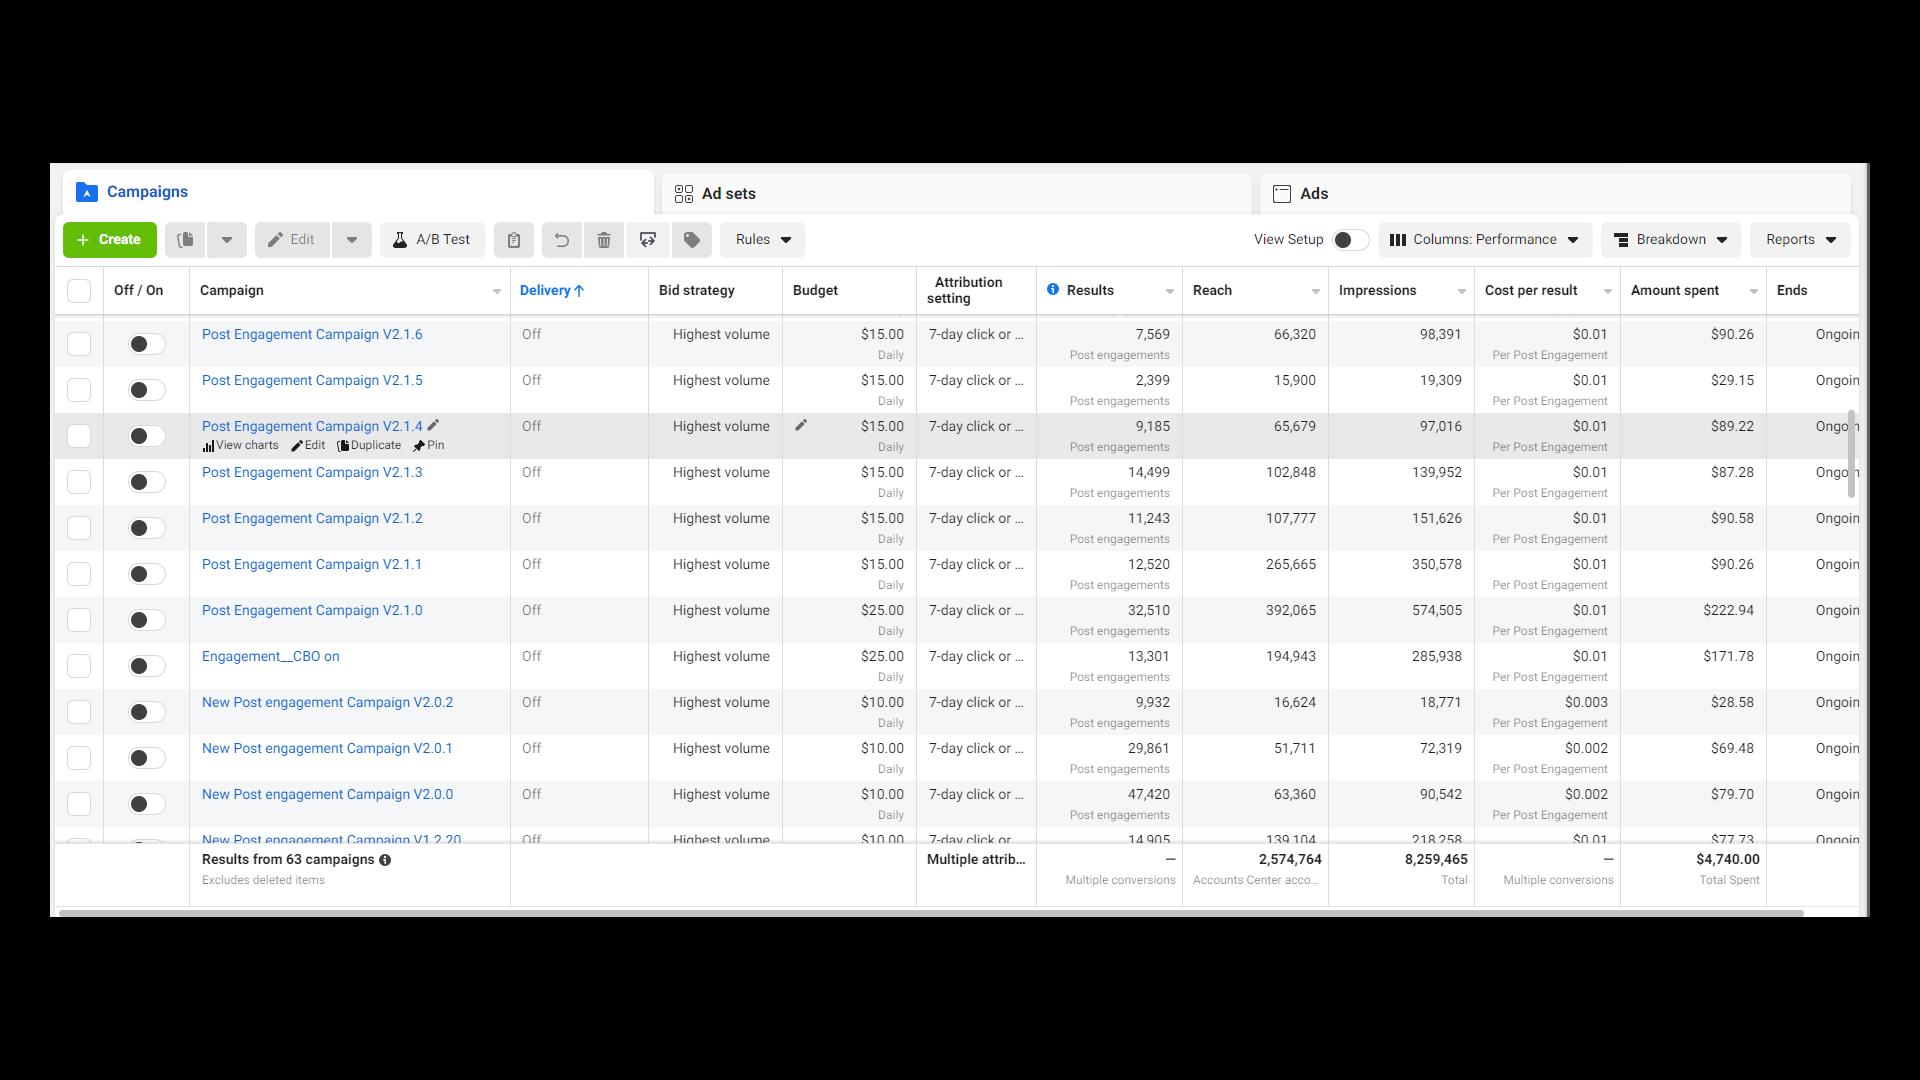 Campaigns
Ad sets
Ads
Create
Edit
A/B Test
Rules
View Setup
Columns: Performance
Breakdown
Reports
Off / On Campaign Delivery Bid strategy Budget Attribution setting Results Reach Impressions Cost per result Amount spent Ends
Post Engagement Campaign V2.1.6 Off Highest volume $15.00 7-day click or ... 7,569 66,320 98,391 $0.01 $90.26 Ongoin
Daily Post engagements Per Post Engagement
Post Engagement Campaign V2.1.5 Off Highest volume $15.00 7-day click or ... 2,399 15,900 19,309 $0.01 $29.15 Ongoin
Daily Post engagements Per Post Engagement
Post Engagement Campaign V2.1.4 Off Highest volume $15.00 7-day click or ... 9,185 65,679 97,016 $0.01 $89.22 Ongoin
View charts Edit Duplicate Pin Daily Post engagements Per Post Engagement
Post Engagement Campaign V2.1.3 Off Highest volume $15.00 7-day click or ... 14,499 102,848 139,952 $0.01 $87.28 Ongoin
Daily Post engagements Per Post Engagement
Post Engagement Campaign V2.1.2 Off Highest volume $15.00 7-day click or ... 11,243 107,777 151,626 $0.01 $90.58 Ongoin
Daily Post engagements Per Post Engagement
Post Engagement Campaign V2.1.1 Off Highest volume $15.00 7-day click or ... 12,520 265,665 350,578 $0.01 $90.26 Ongoin
Daily Post engagements Per Post Engagement
Post Engagement Campaign V2.1.0 Off Highest volume $25.00 7-day click or ... 32,510 392,065 574,505 $0.01 $222.94 Ongoin
Daily Post engagements Per Post Engagement
Engagement__CBO on Off Highest volume $25.00 7-day click or ... 13,301 194,943 285,938 $0.01 $171.78 Ongoin
Daily Post engagements Per Post Engagement
New Post engagement Campaign V2.0.2 Off Highest volume $10.00 7-day click or ... 9,932 16,624 18,771 $0.003 $28.58 Ongoin
Daily Post engagements Per Post Engagement
New Post engagement Campaign V2.0.1 Off Highest volume $10.00 7-day click or ... 29,861 51,711 72,319 $0.002 $69.48 Ongoin
Daily Post engagements Per Post Engagement
New Post engagement Campaign V2.0.0 Off Highest volume $10.00 7-day click or ... 47,420 63,360 90,542 $0.002 $79.70 Ongoin
Daily Post engagements Per Post Engagement
New Post engagement Campaign V1.2.20 Off Highest volume $10.00 7-day click or 14,905 139,104 218,258 $0.01 $77.73 Ongoin
Results from 63 campaigns Multiple attrib... — 2,574,764 8,259,465 — $4,740.00
Excludes deleted items Multiple conversions Accounts Center acco... Total Multiple conversions Total Spent